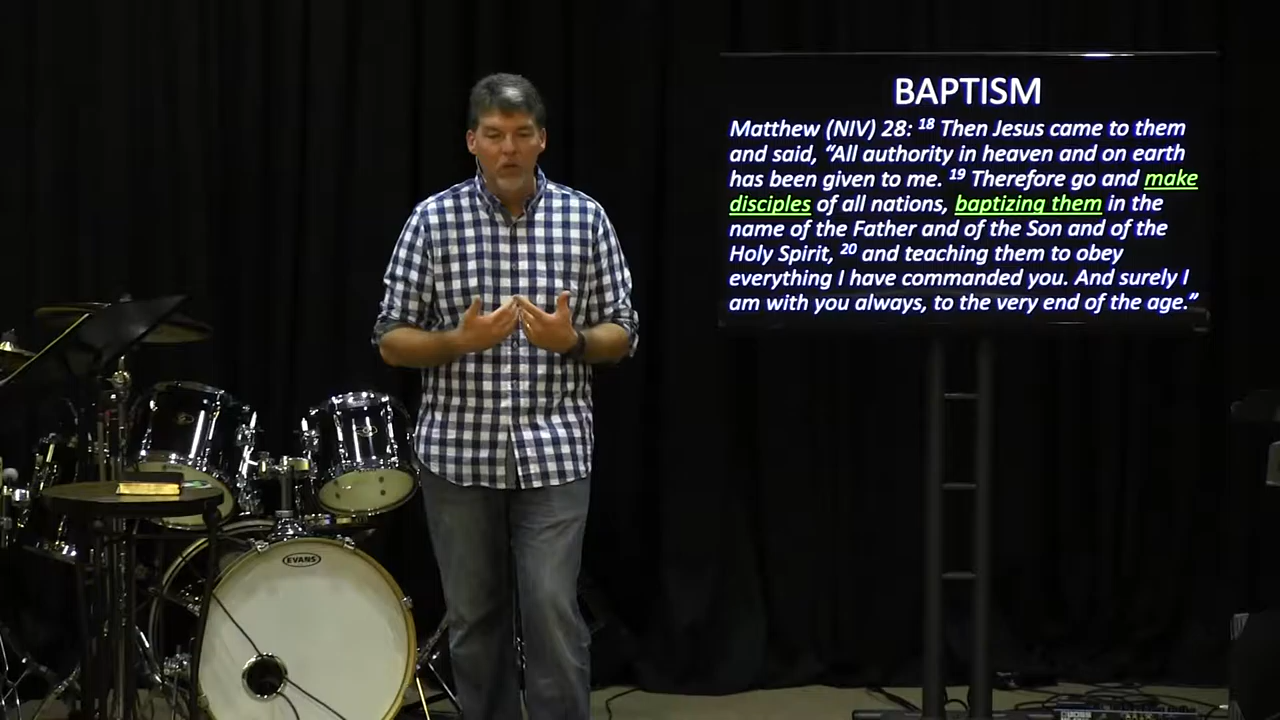 BAPTISM
Matthew (NIV) 28: 18 Then Jesus came to them
and said, “All authority in heaven and on earth
has been given to me. 19 Therefore go and make
disciples of all nations, baptizing them in the
name of the Father and of the Son and of the
Holy Spirit, 20 and teaching them to obey
everything I have commanded you. And surely I
am with you always, to the very end of the age.”
EVANS
BOSS